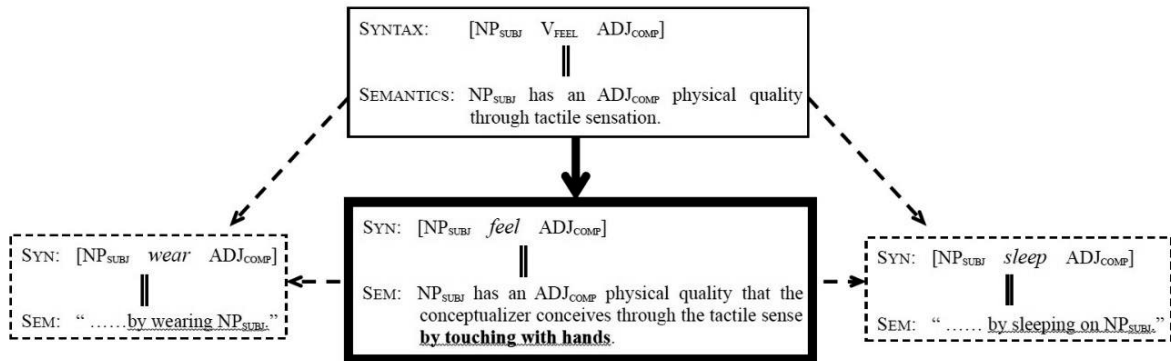 SYNTAX: [NPSUBJ VFEEL ADJCOMP]
SEMANTICS: NPSUBJ has an ADJCOMP physical quality
through tactile sensation.
SYN: [NPSUBJ wear ADJCOMP]
SEM: “ ……by wearing NPSUBJ.”
SYN: [NPSUBJ feel ADJCOMP]
SEM: NPSUBJ has an ADJCOMP physical quality that the
conceptualizer conceives through the tactile sense
by touching with hands.
SYN: [NPSUBJ sleep ADJCOMP]
SEM: “ …… by sleeping on NPSUBJ.”